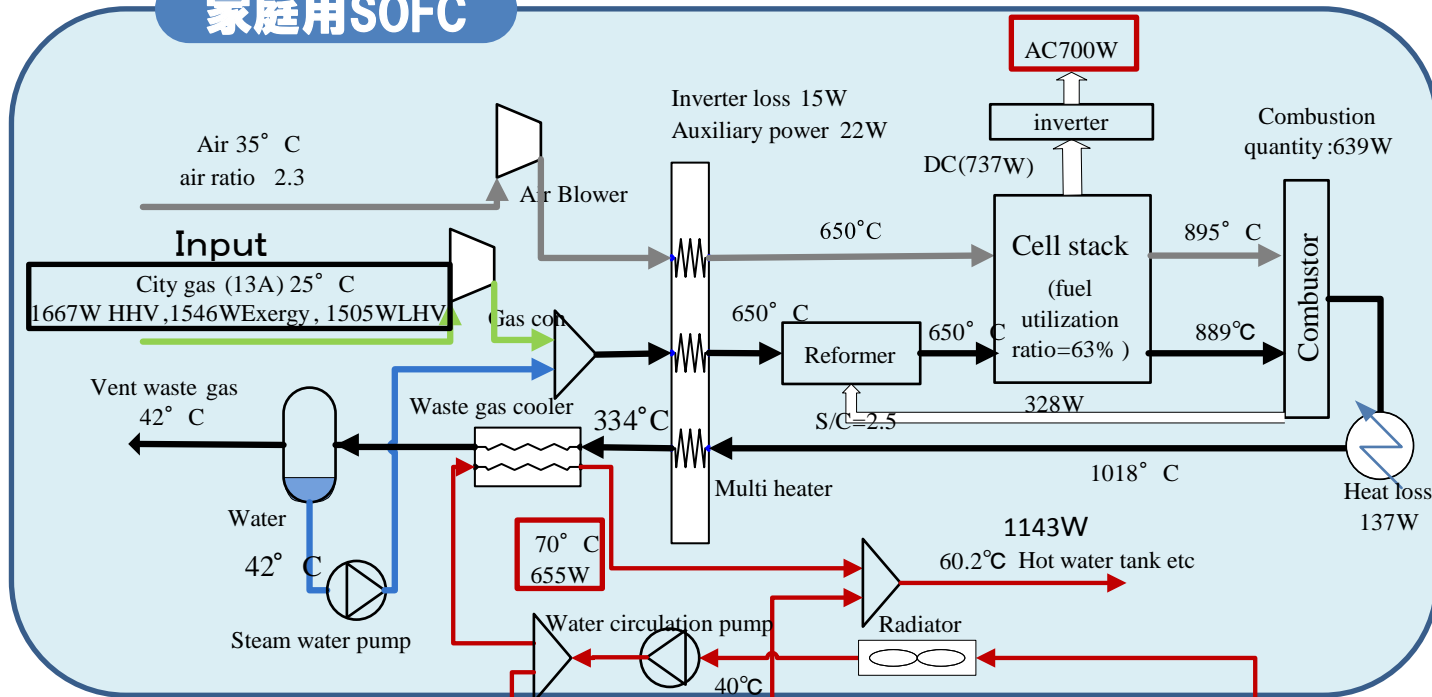 家庭用SOFC
AC700W
Inverter loss 15W
Auxiliary power 22W
inverter
Combustion
quantity :639W
Air 35° C
air ratio 2.3
DC(737W)
Air Blower
Input
650°C
Cell stack
895° C
City gas (13A) 25° C
(fuel
utilization
ratio=63% )
1667W HHV ,1546WExergy , 1505WLHV
Gas con
650° C
650° C
889℃
Combustor
Reformer
Vent waste gas
42° C
Waste gas cooler
334°C
S/C=2.5
328W
1018° C
Multi heater
Heat loss
137W
Water
42° C
70° C
655W
1143W
60.2℃ Hot water tank etc
Steam water pump
Water circulation pump
Radiator
40℃